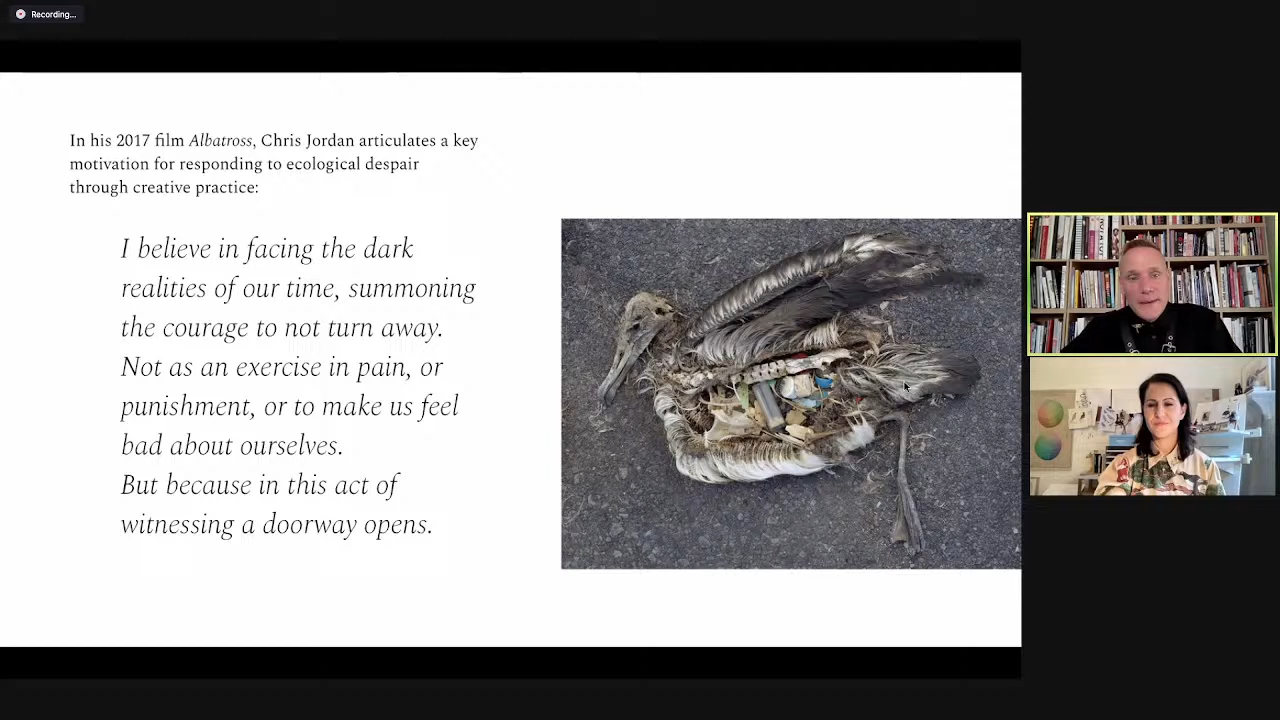 Recording...
In his 2017 film Albatross, Chris Jordan articulates a key
motivation for responding to ecological despair
through creative practice:
I believe in facing the dark
realities of our time, summoning
the courage to not turn away.
Not as an exercise in pain, or
punishment, or to make us feel
bad about ourselves.
But because in this act of
witnessing a doorway opens.